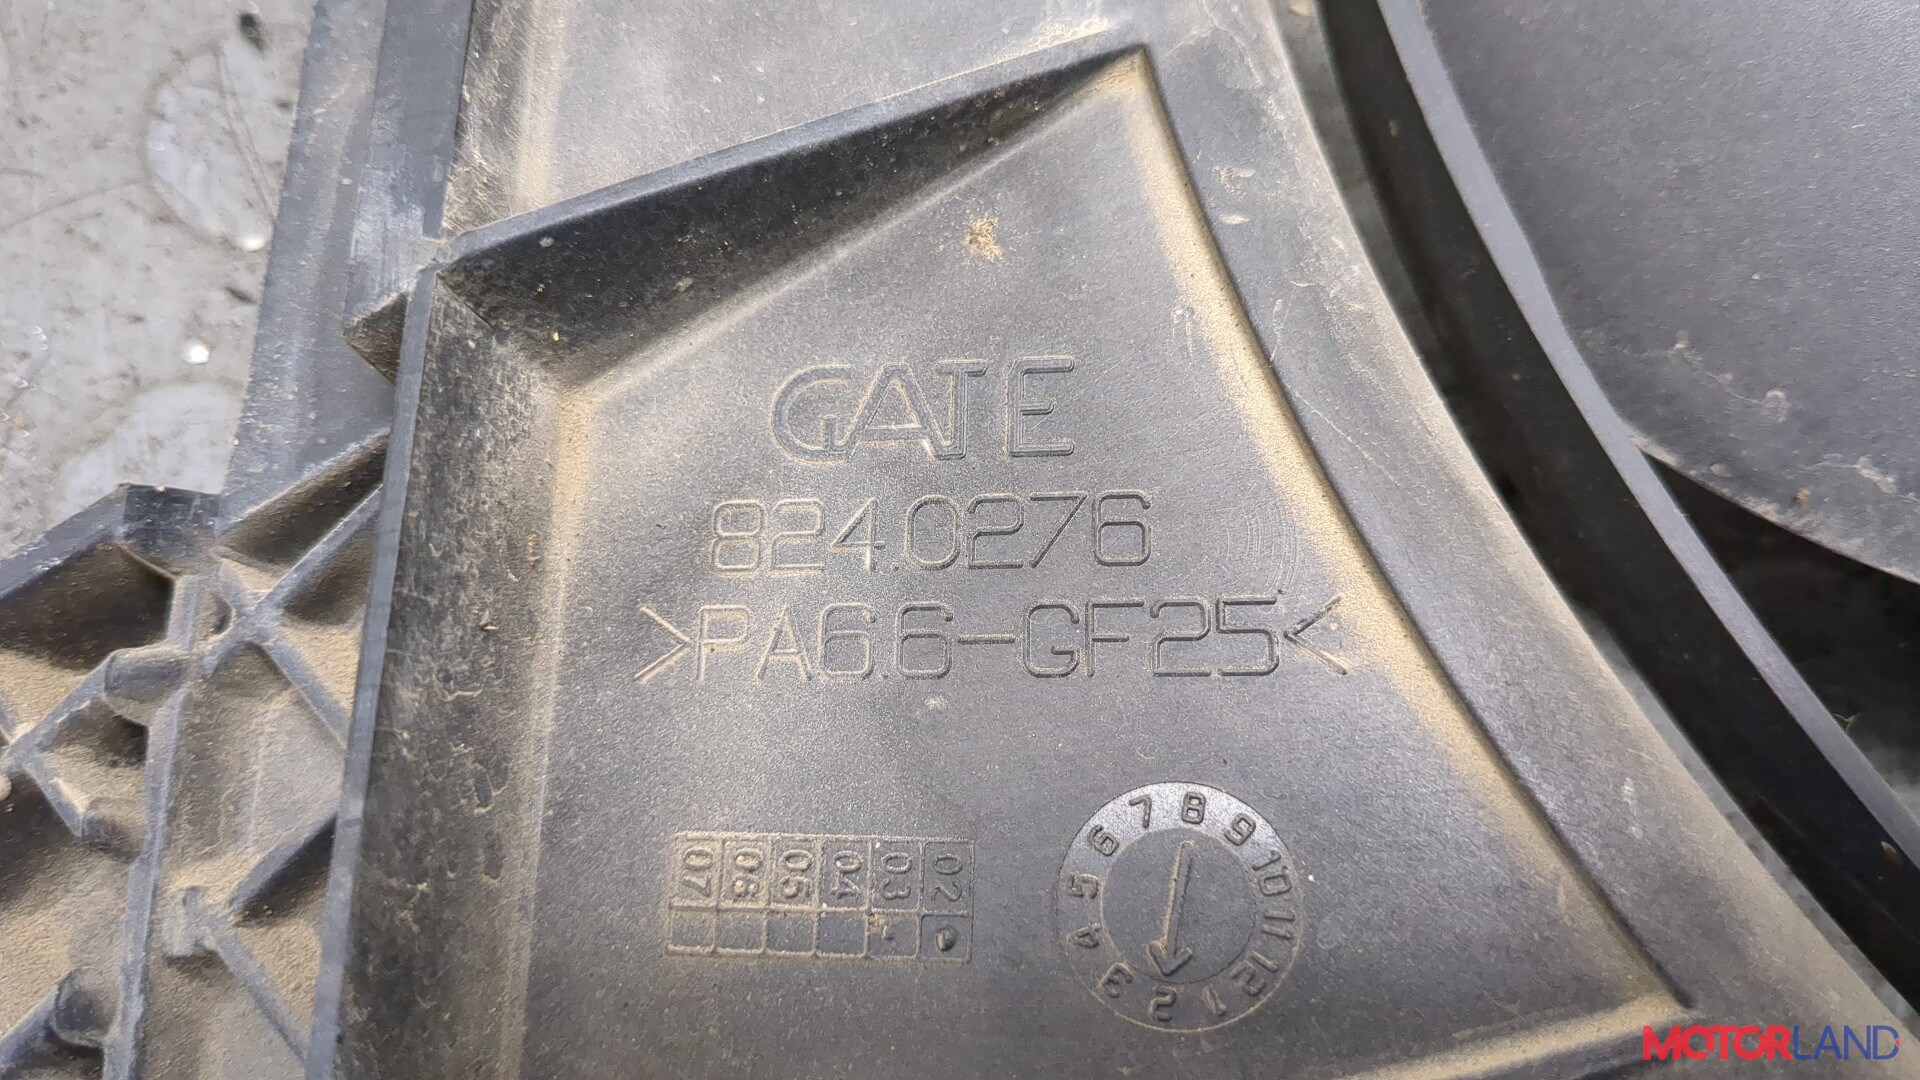 GATE
824.0276
>PA6.6-GF25<
07 06 05 04 03 02
1 2 3 4 5 6 7 8 9 10 11 12
MOTORLAND